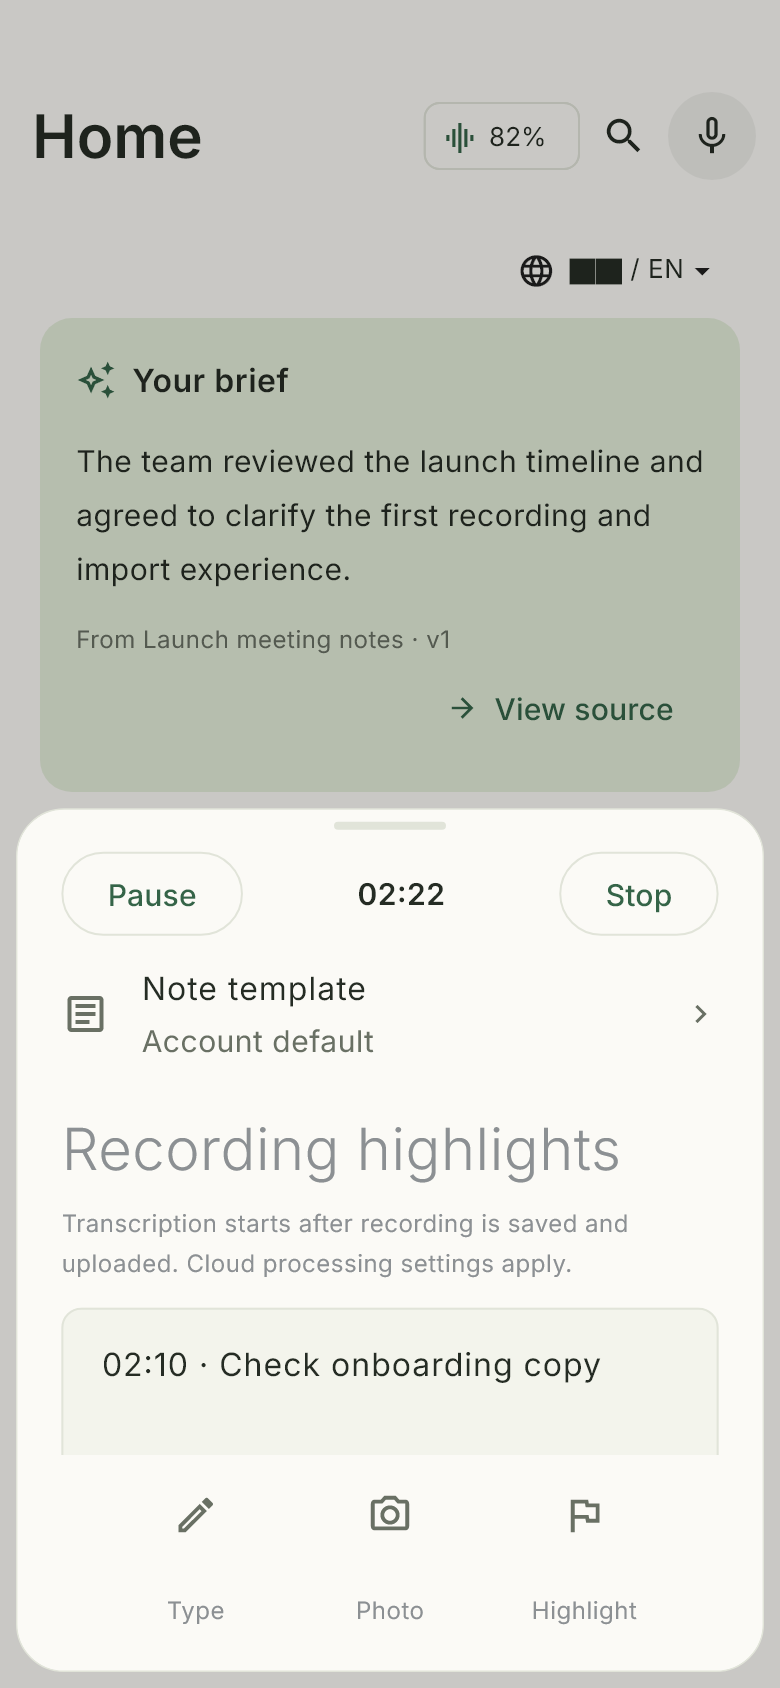 Home
82%
/ EN
Your brief
The team reviewed the launch timeline and
agreed to clarify the first recording and
import experience.
From Launch meeting notes · v1
View source
Pause
02:22
Stop
Note template
Account default
Recording highlights
Transcription starts after recording is saved and
uploaded. Cloud processing settings apply.
02:10 · Check onboarding copy
Type
Photo
Highlight